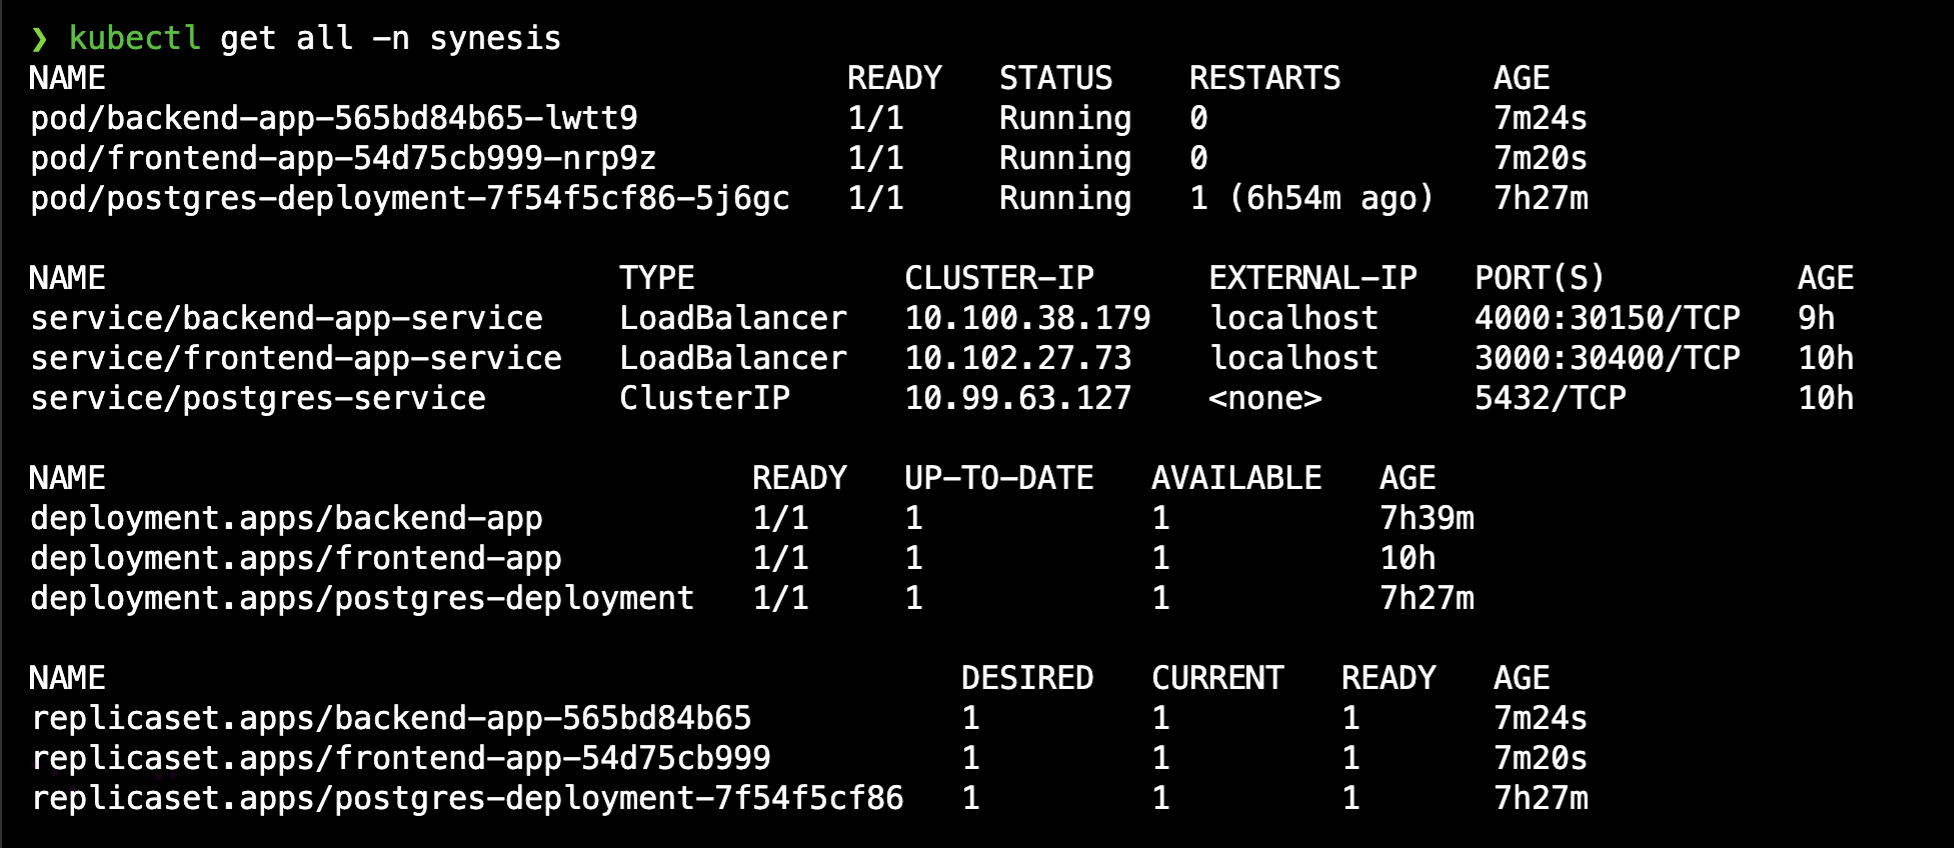 ❯ kubectl get all -n synesis
NAME READY STATUS RESTARTS AGE
pod/backend-app-565bd84b65-lwtt9 1/1 Running 0 7m24s
pod/frontend-app-54d75cb999-nrp9z 1/1 Running 0 7m20s
pod/postgres-deployment-7f54f5cf86-5j6gc 1/1 Running 1 (6h54m ago) 7h27m
NAME TYPE CLUSTER-IP EXTERNAL-IP PORT(S) AGE
service/backend-app-service LoadBalancer 10.100.38.179 localhost 4000:30150/TCP 9h
service/frontend-app-service LoadBalancer 10.102.27.73 localhost 3000:30400/TCP 10h
service/postgres-service ClusterIP 10.99.63.127 <none> 5432/TCP 10h
NAME READY UP-TO-DATE AVAILABLE AGE
deployment.apps/backend-app 1/1 1 1 7h39m
deployment.apps/frontend-app 1/1 1 1 10h
deployment.apps/postgres-deployment 1/1 1 1 7h27m
NAME DESIRED CURRENT READY AGE
replicaset.apps/backend-app-565bd84b65 1 1 1 7m24s
replicaset.apps/frontend-app-54d75cb999 1 1 1 7m20s
replicaset.apps/postgres-deployment-7f54f5cf86 1 1 1 7h27m